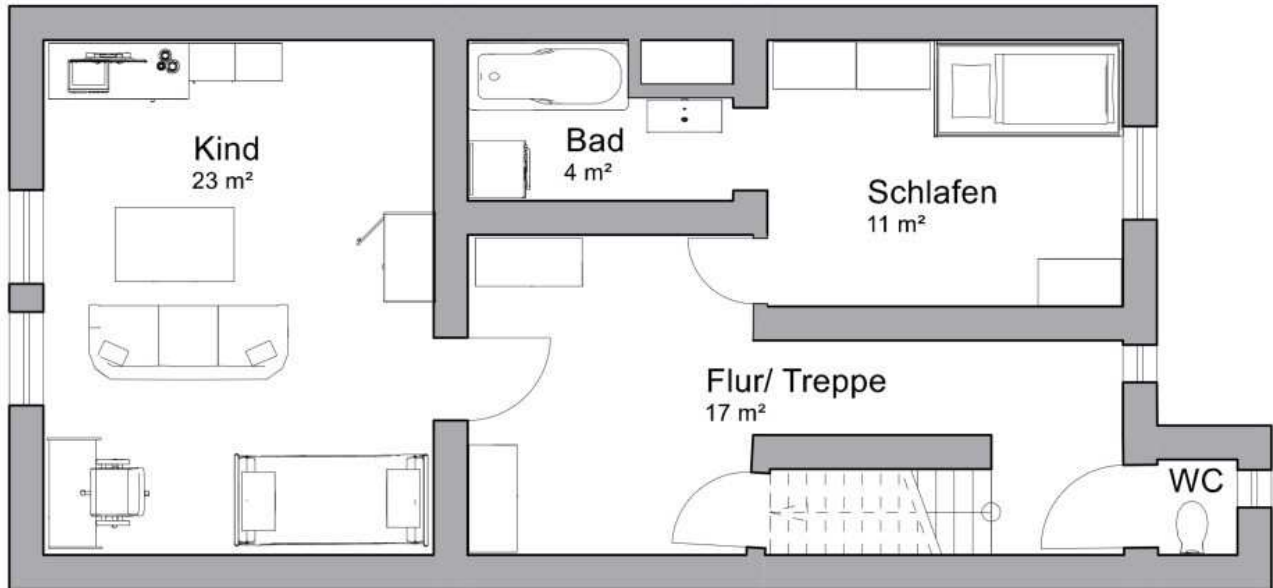 Kind
23 m²
Bad
4 m²
Schlafen
11 m²
Flur/ Treppe
17 m²
WC